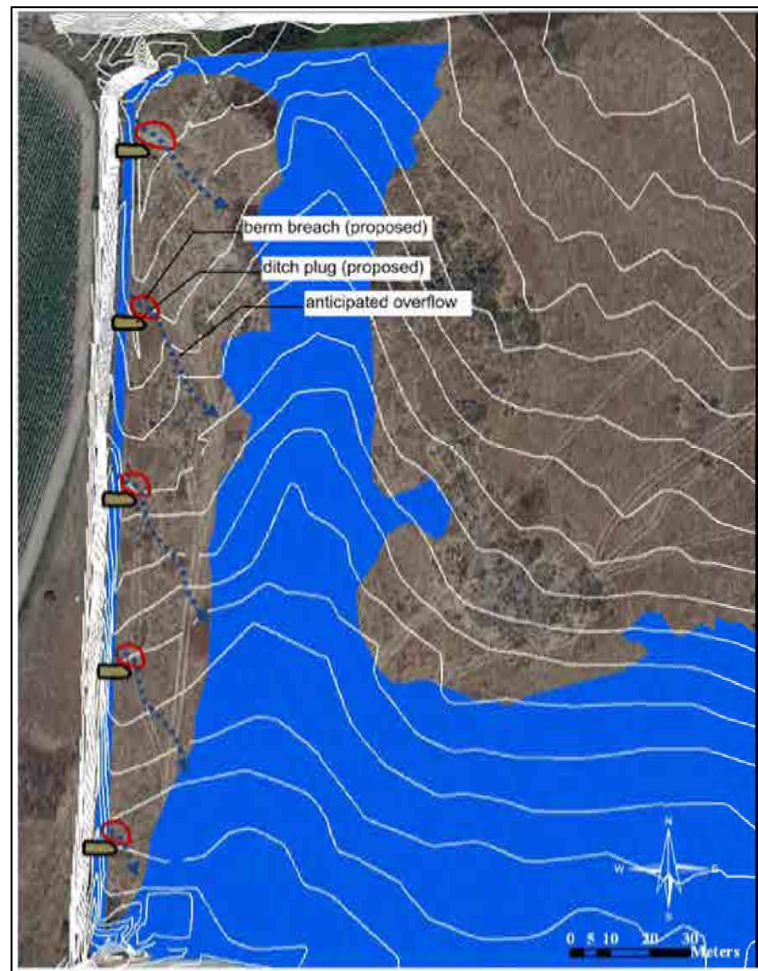 berm breach (proposed)
ditch plug (proposed)
anticipated overflow
N
W E
S
0 5 10 20 30
Meters